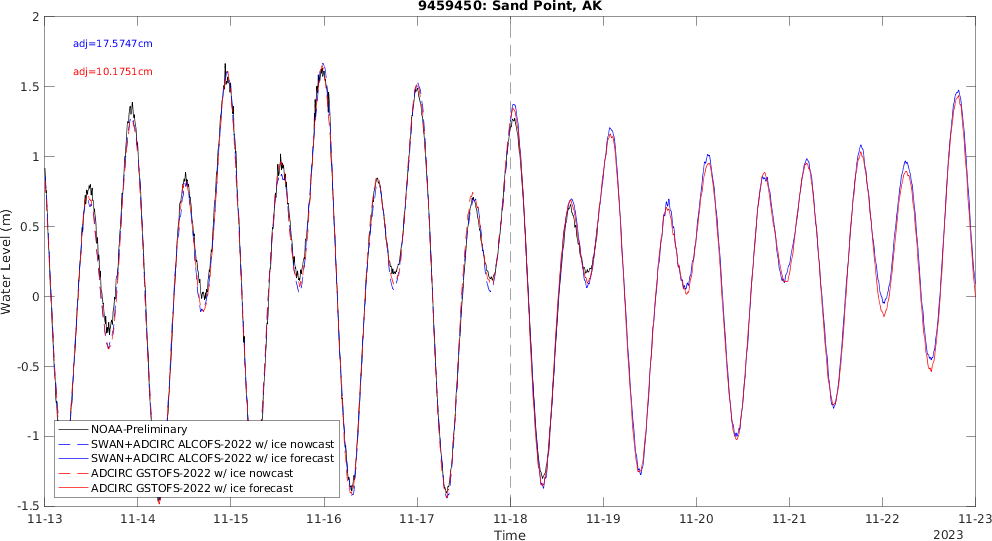 9459450: Sand Point, AK
adj=17.5747cm
adj=10.1751cm
Water Level (m)
2
1.5
1
0.5
0
-0.5
-1
-1.5
NOAA-Preliminary
SWAN+ADCIRC ALCOFS-2022 w/ ice nowcast
SWAN+ADCIRC ALCOFS-2022 w/ ice forecast
ADCIRC GSTOFS-2022 w/ ice nowcast
ADCIRC GSTOFS-2022 w/ ice forecast
11-13 11-14 11-15 11-16 11-17 11-18 11-19 11-20 11-21 11-22 11-23
Time
2023